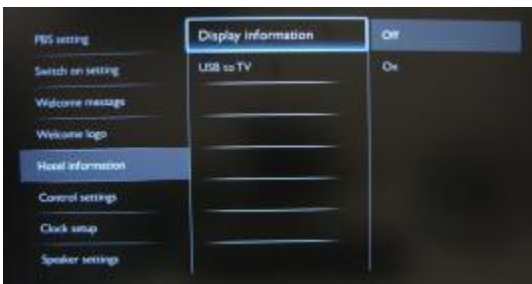 PBS setting
Switch on setting
Welcome message
Welcome logo
Hotel information
Control settings
Clock setup
Speaker settings
Display information
USB to TV
Off
On